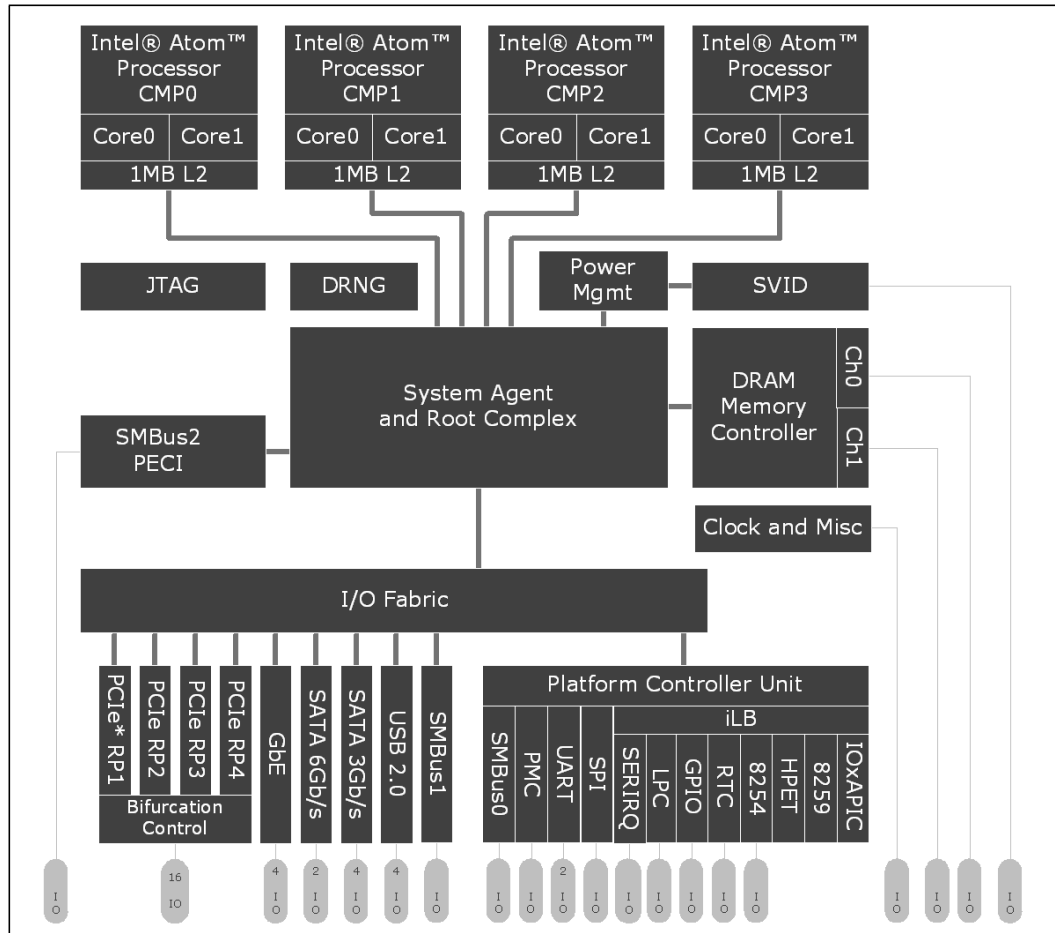 Intel® Atom™
Processor
CMP0
Core0 Core1
1MB L2
Intel® Atom™
Processor
CMP1
Core0 Core1
1MB L2
Intel® Atom™
Processor
CMP2
Core0 Core1
1MB L2
Intel® Atom™
Processor
CMP3
Core0 Core1
1MB L2
JTAG
DRNG
Power
Mgmt
SVID
System Agent
and Root Complex
DRAM
Memory
Controller
Ch0
Ch1
SMBus2
PECI
Clock and Misc
I/O Fabric
PCIe* RP1
PCIe RP2
PCIe RP3
PCIe RP4
Bifurcation
Control
GbE
SATA 6Gb/s
SATA 3Gb/s
USB 2.0
SMBus1
Platform Controller Unit
iLB
SMBus0
PMC
UART
SPI
SERIRQ
LPC
GPIO
RTC
8254
HPET
8259
IOxAPIC
IO
16
IO
4
IO
2
IO
4
IO
4
IO
IO
IO
IO
2
IO
IO
IO
IO
IO
IO
IO
IO
IO
IO
IO